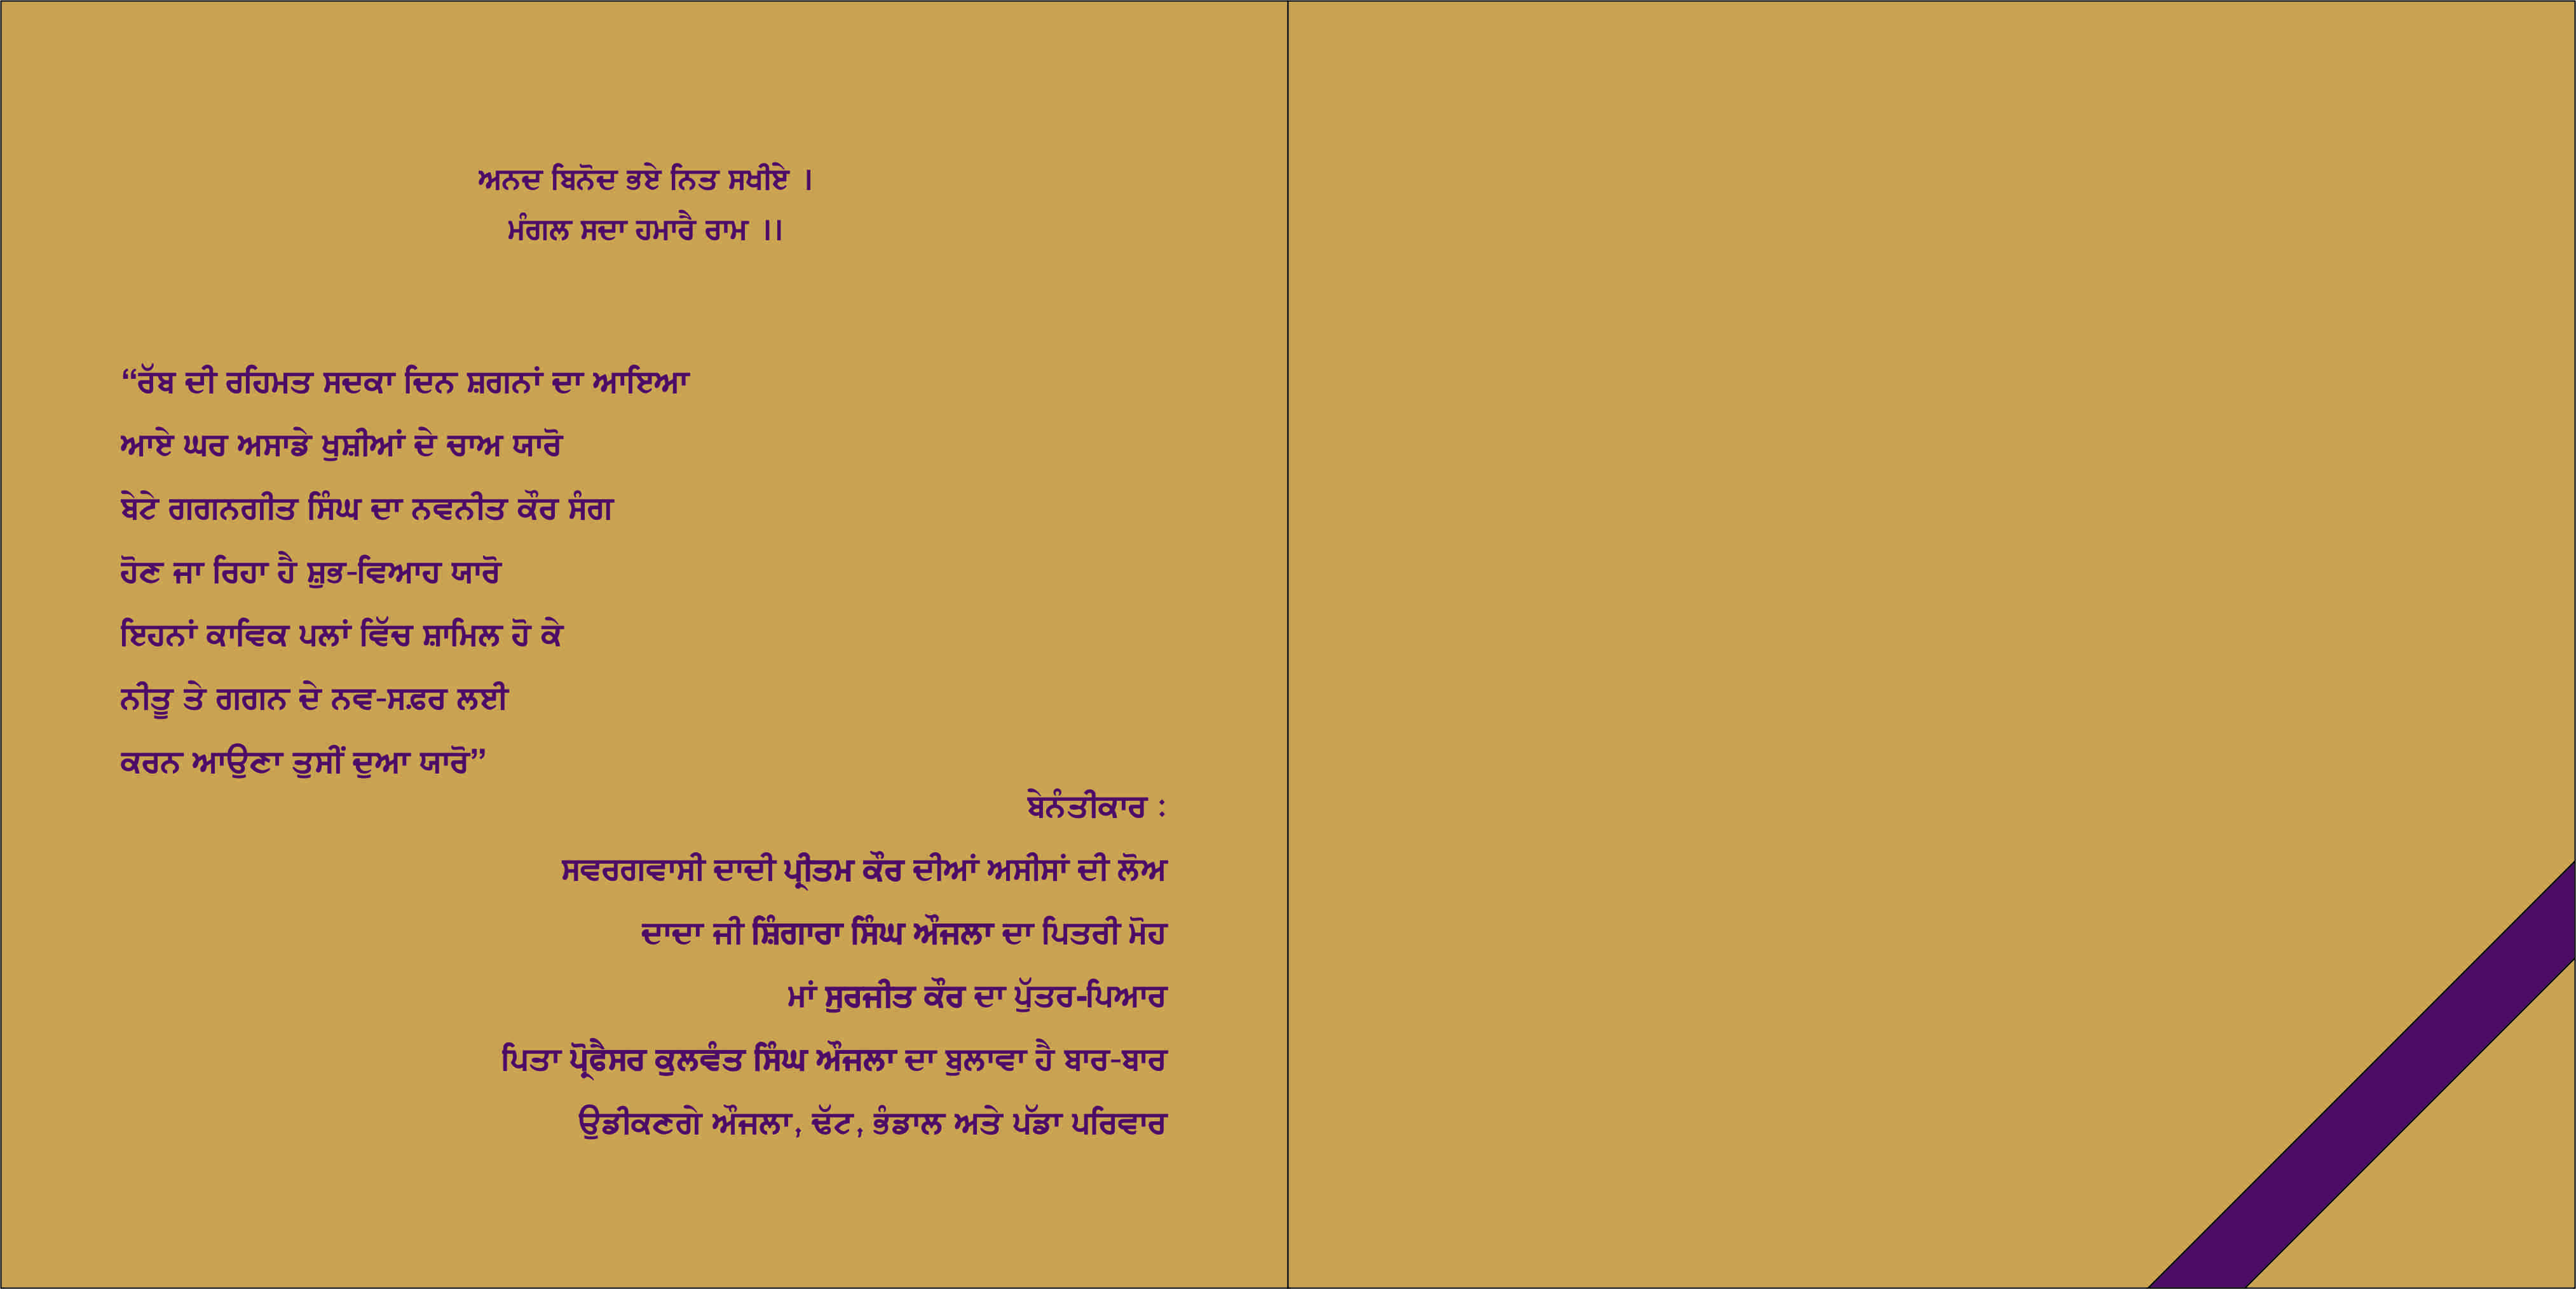 ਅਨਦ ਬਿਨੋਦ ਭਏ ਨਿਤ ਸਖੀਏ ।
ਮੰਗਲ ਸਦਾ ਹਮਾਰੈ ਰਾਮ ।।
“ਰੱਬ ਦੀ ਰਹਿਮਤ ਸਦਕਾ ਦਿਨ ਸ਼ਗਨਾਂ ਦਾ ਆਇਆ
ਆਏ ਘਰ ਅਸਾਡੇ ਖੁਸ਼ੀਆਂ ਦੇ ਚਾਅ ਯਾਰੋ
ਬੇਟੇ ਗਗਨਗੀਤ ਸਿੰਘ ਦਾ ਨਵਨੀਤ ਕੌਰ ਸੰਗ
ਹੋਣ ਜਾ ਰਿਹਾ ਹੈ ਸ਼ੁਭ-ਵਿਆਹ ਯਾਰੋ
ਇਹਨਾਂ ਕਾਵਿਕ ਪਲਾਂ ਵਿੱਚ ਸ਼ਾਮਿਲ ਹੋ ਕੇ
ਨੀਤੂ ਤੇ ਗਗਨ ਦੇ ਨਵ-ਸਫ਼ਰ ਲਈ
ਕਰਨ ਆਉਣਾ ਤੁਸੀਂ ਦੁਆ ਯਾਰੋ”
ਬੇਨੰਤੀਕਾਰ :
ਸਵਰਗਵਾਸੀ ਦਾਦੀ ਪ੍ਰੀਤਮ ਕੌਰ ਦੀਆਂ ਅਸੀਸਾਂ ਦੀ ਲੋਅ
ਦਾਦਾ ਜੀ ਸ਼ਿੰਗਾਰਾ ਸਿੰਘ ਔਜਲਾ ਦਾ ਪਿਤਰੀ ਮੋਹ
ਮਾਂ ਸੁਰਜੀਤ ਕੌਰ ਦਾ ਪੁੱਤਰ-ਪਿਆਰ
ਪਿਤਾ ਪ੍ਰੋਫੈਸਰ ਕੁਲਵੰਤ ਸਿੰਘ ਔਜਲਾ ਦਾ ਬੁਲਾਵਾ ਹੈ ਬਾਰ-ਬਾਰ
ਉਡੀਕਣਗੇ ਔਜਲਾ, ਢੱਟ, ਭੰਡਾਲ ਅਤੇ ਪੱਡਾ ਪਰਿਵਾਰ